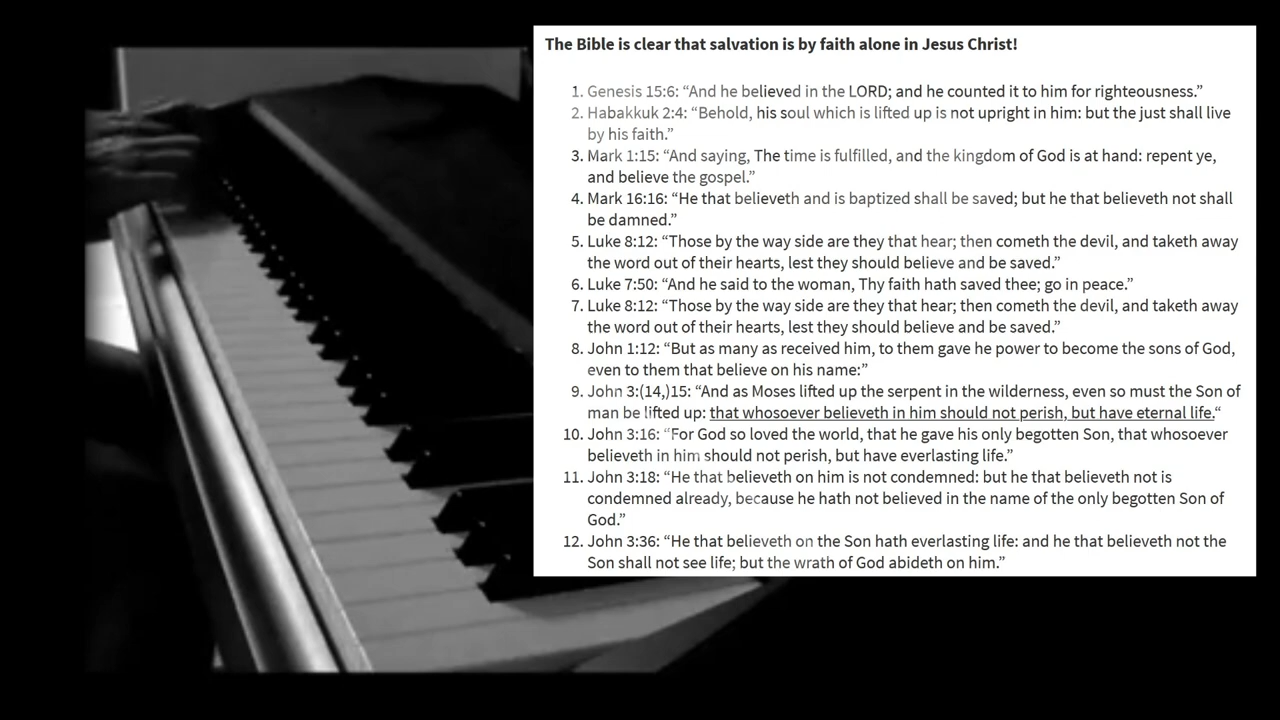 The Bible is clear that salvation is by faith alone in Jesus Christ!
1. Genesis 15:6: “And he believed in the LORD; and he counted it to him for righteousness.”
2. Habakkuk 2:4: “Behold, his soul which is lifted up is not upright in him: but the just shall live
by his faith.”
3. Mark 1:15: “And saying, The time is fulfilled, and the kingdom of God is at hand: repent ye,
and believe the gospel.”
4. Mark 16:16: “He that believeth and is baptized shall be saved; but he that believeth not shall
be damned.”
5. Luke 8:12: “Those by the way side are they that hear; then cometh the devil, and taketh away
the word out of their hearts, lest they should believe and be saved.”
6. Luke 7:50: “And he said to the woman, Thy faith hath saved thee; go in peace.”
7. Luke 8:12: “Those by the way side are they that hear; then cometh the devil, and taketh away
the word out of their hearts, lest they should believe and be saved.”
8. John 1:12: “But as many as received him, to them gave he power to become the sons of God,
even to them that believe on his name:”
9. John 3:(14,)15: “And as Moses lifted up the serpent in the wilderness, even so must the Son of
man be lifted up: that whosoever believeth in him should not perish, but have eternal life.“
10. John 3:16: “For God so loved the world, that he gave his only begotten Son, that whosoever
believeth in him should not perish, but have everlasting life.”
11. John 3:18: “He that believeth on him is not condemned: but he that believeth not is
condemned already, because he hath not believed in the name of the only begotten Son of
God.”
12. John 3:36: “He that believeth on the Son hath everlasting life: and he that believeth not the
Son shall not see life; but the wrath of God abideth on him.”